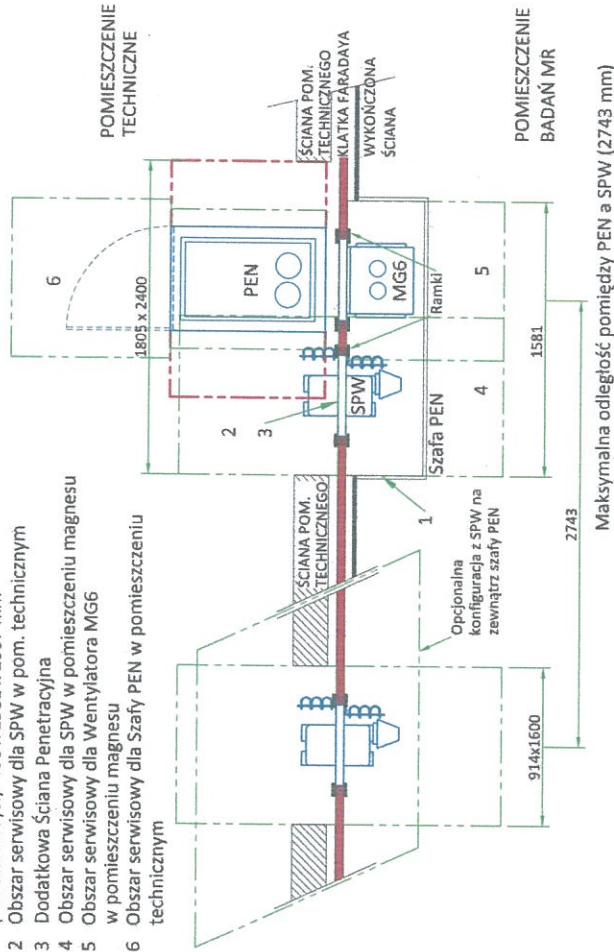 2 Obszar serwisowy dla SPW w pom. technicznym
3 Dodatkowa Ściana Penetracyjna
4 Obszar serwisowy dla SPW w pomieszczeniu magnesu
5 Obszar serwisowy dla Wentylatora MG6
w pomieszczeniu magnesu
6 Obszar serwisowy dla Szafy PEN w pomieszczeniu
technicznym
POMIESZCZENIE
TECHNICZNE
6
1805 x 2400
PEN
2
3
ŚCIANA POM.
TECHNICZNEGO
KLATKA FARADAYA
WYKOŃCZONA
ŚCIANA
ŚCIANA POM.
TECHNICZNEGO
SPW
MG6
Ramki
Szafa PEN
1
4
5
POMIESZCZENIE
BADAŃ MR
Opcjonalna
konfiguracja z SPW na
zewnątrz szafy PEN
1581
2743
914x1600
Maksymalna odległość pomiędzy PEN a SPW (2743 mm)